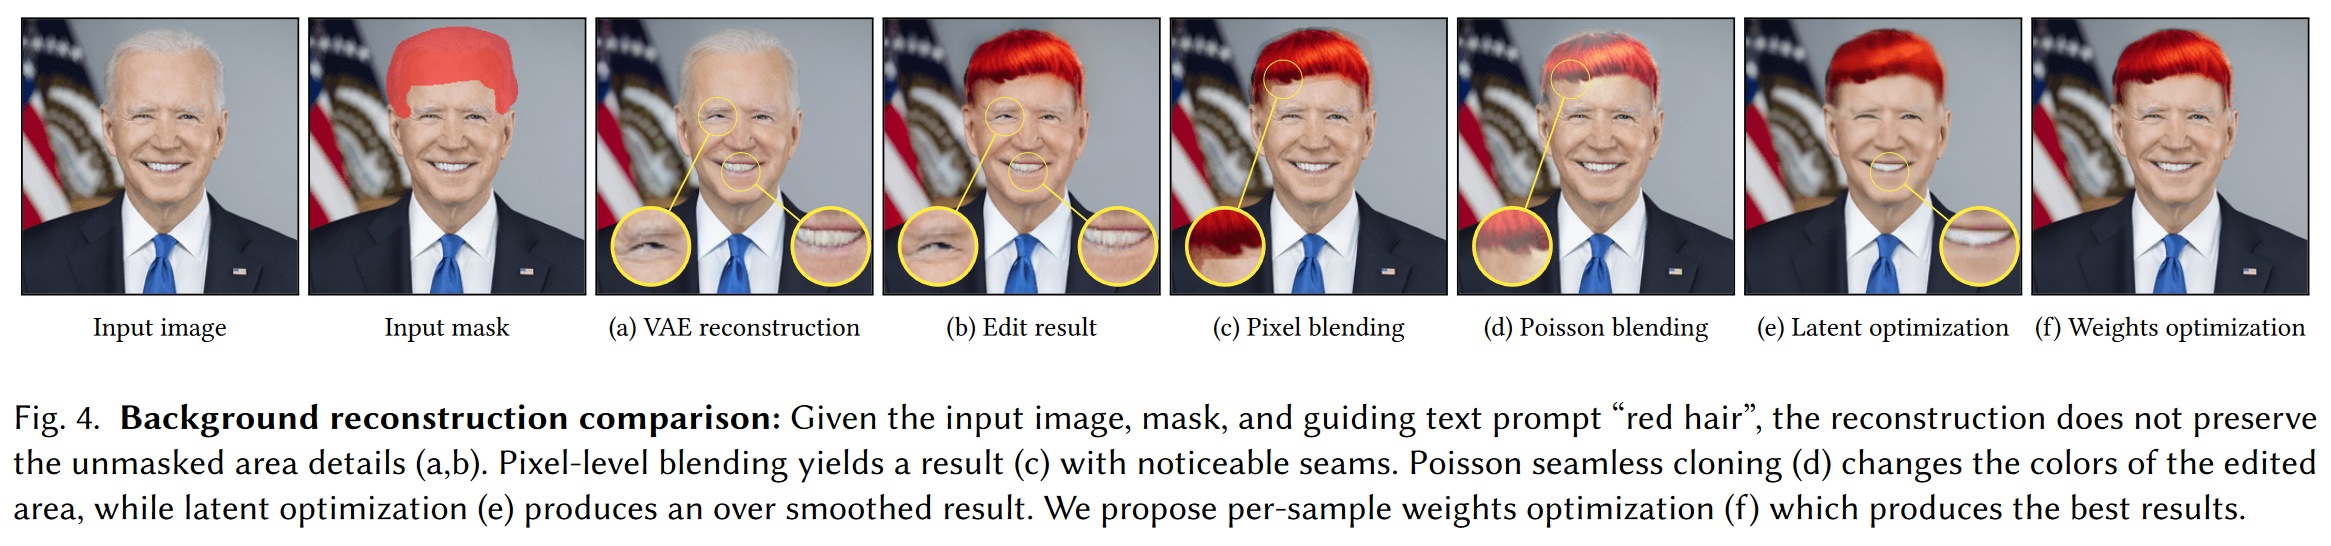 Input image
Input mask
(a) VAE reconstruction
(b) Edit result
(c) Pixel blending
(d) Poisson blending
(e) Latent optimization
(f) Weights optimization
Fig. 4. Background reconstruction comparison: Given the input image, mask, and guiding text prompt “red hair”, the reconstruction does not preserve
the unmasked area details (a,b). Pixel-level blending yields a result (c) with noticeable seams. Poisson seamless cloning (d) changes the colors of the edited
area, while latent optimization (e) produces an over smoothed result. We propose per-sample weights optimization (f) which produces the best results.